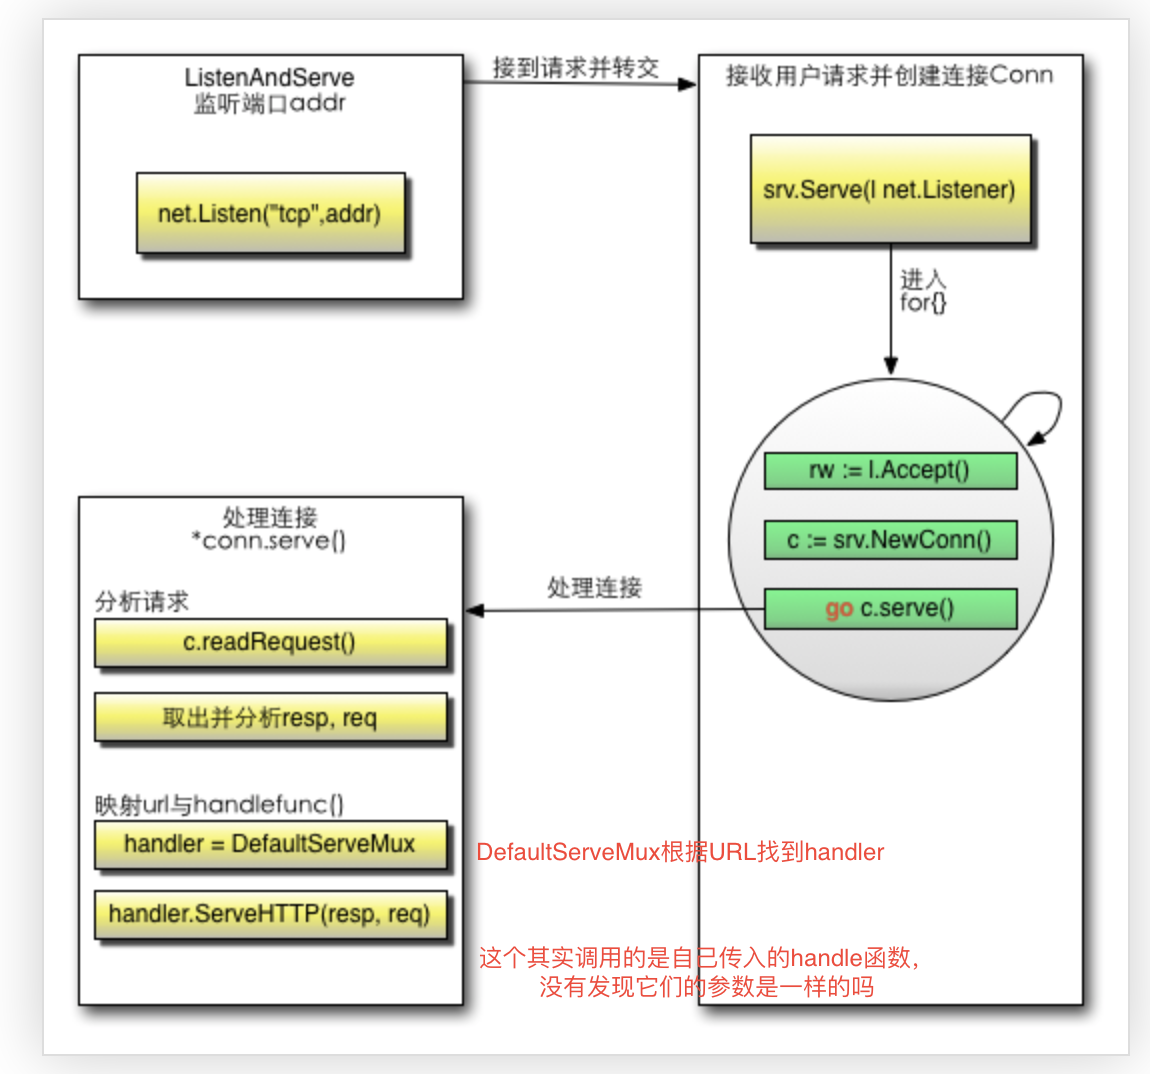 ListenAndServe
监听端口addr
net.Listen("tcp",addr)
接到请求并转交
接收用户请求并创建连接Conn
srv.Serve(l net.Listener)
进入
for{}
rw := l.Accept()
c := srv.NewConn()
go c.serve()
处理连接
处理连接
*conn.serve()
分析请求
c.readRequest()
取出并分析resp, req
映射url与handlefunc()
handler = DefaultServeMux
DefaultServeMux根据URL找到handler
handler.ServeHTTP(resp, req)
这个其实调用的是自已传入的handle函数，
没有发现它们的参数是一样的吗